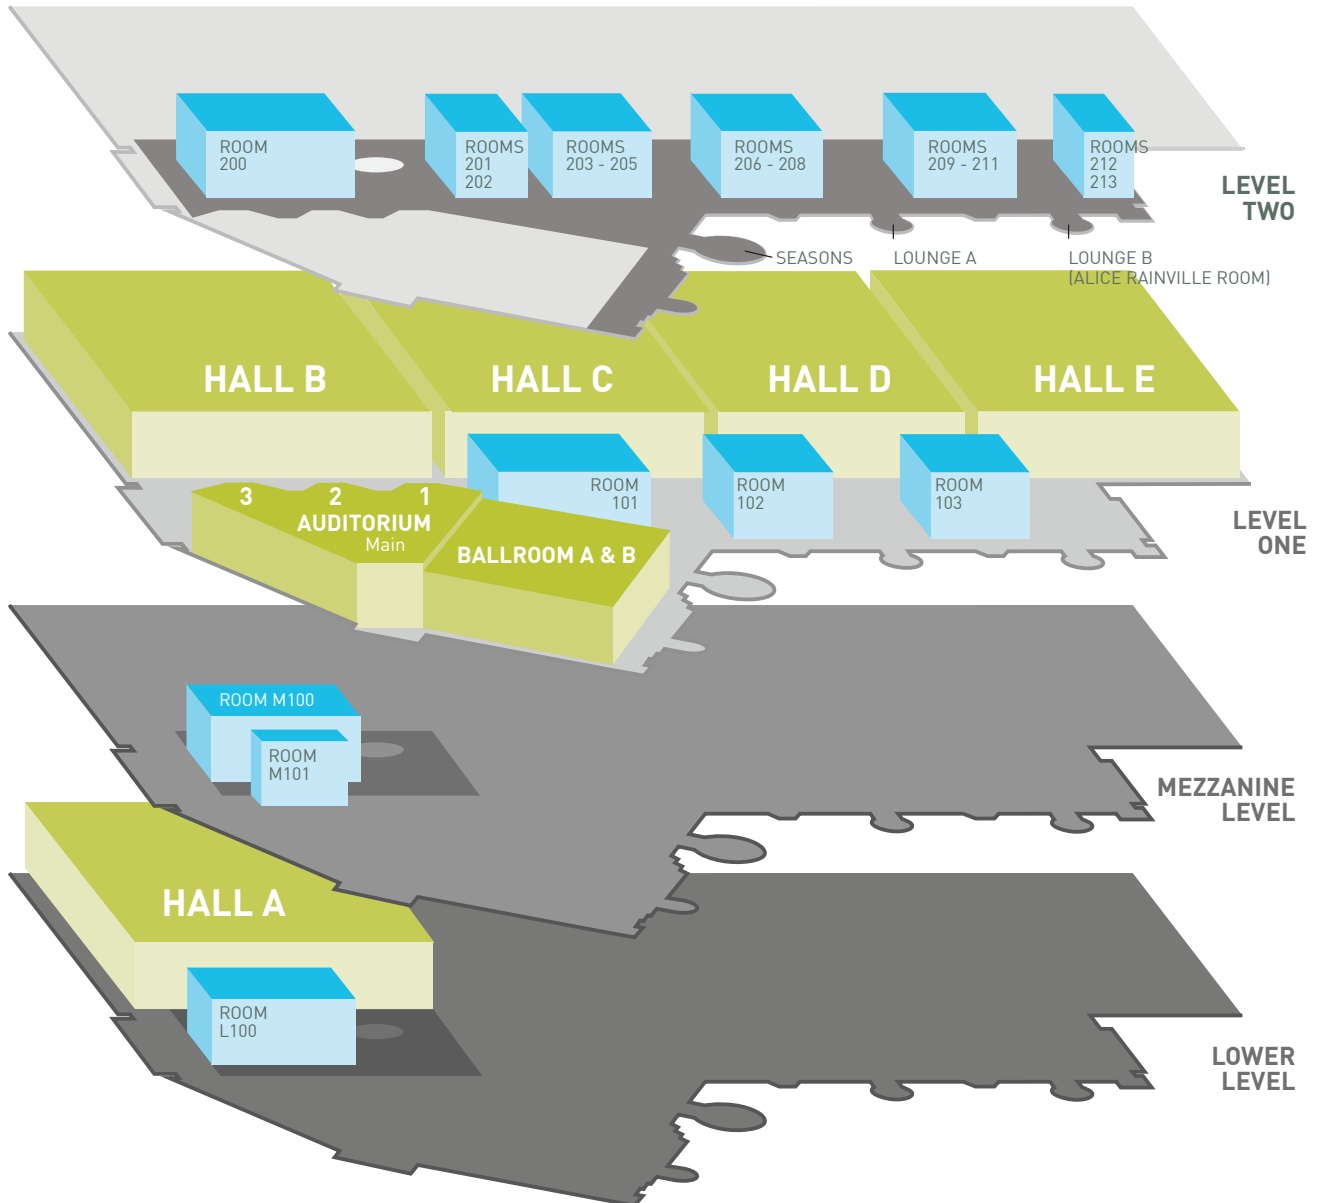 ROOM
200
ROOMS
201
202
ROOMS
203 - 205
ROOMS
206 - 208
ROOMS
209 - 211
ROOMS
212
213
LEVEL
TWO
SEASONS
LOUNGE A
LOUNGE B
(ALICE RAINVILLE ROOM)
HALL B
HALL C
HALL D
HALL E
ROOM
101
ROOM
102
ROOM
103
3 2 1
AUDITORIUM
Main
BALLROOM A & B
LEVEL
ONE
ROOM M100
ROOM
M101
MEZZANINE
LEVEL
HALL A
ROOM
L100
LOWER
LEVEL